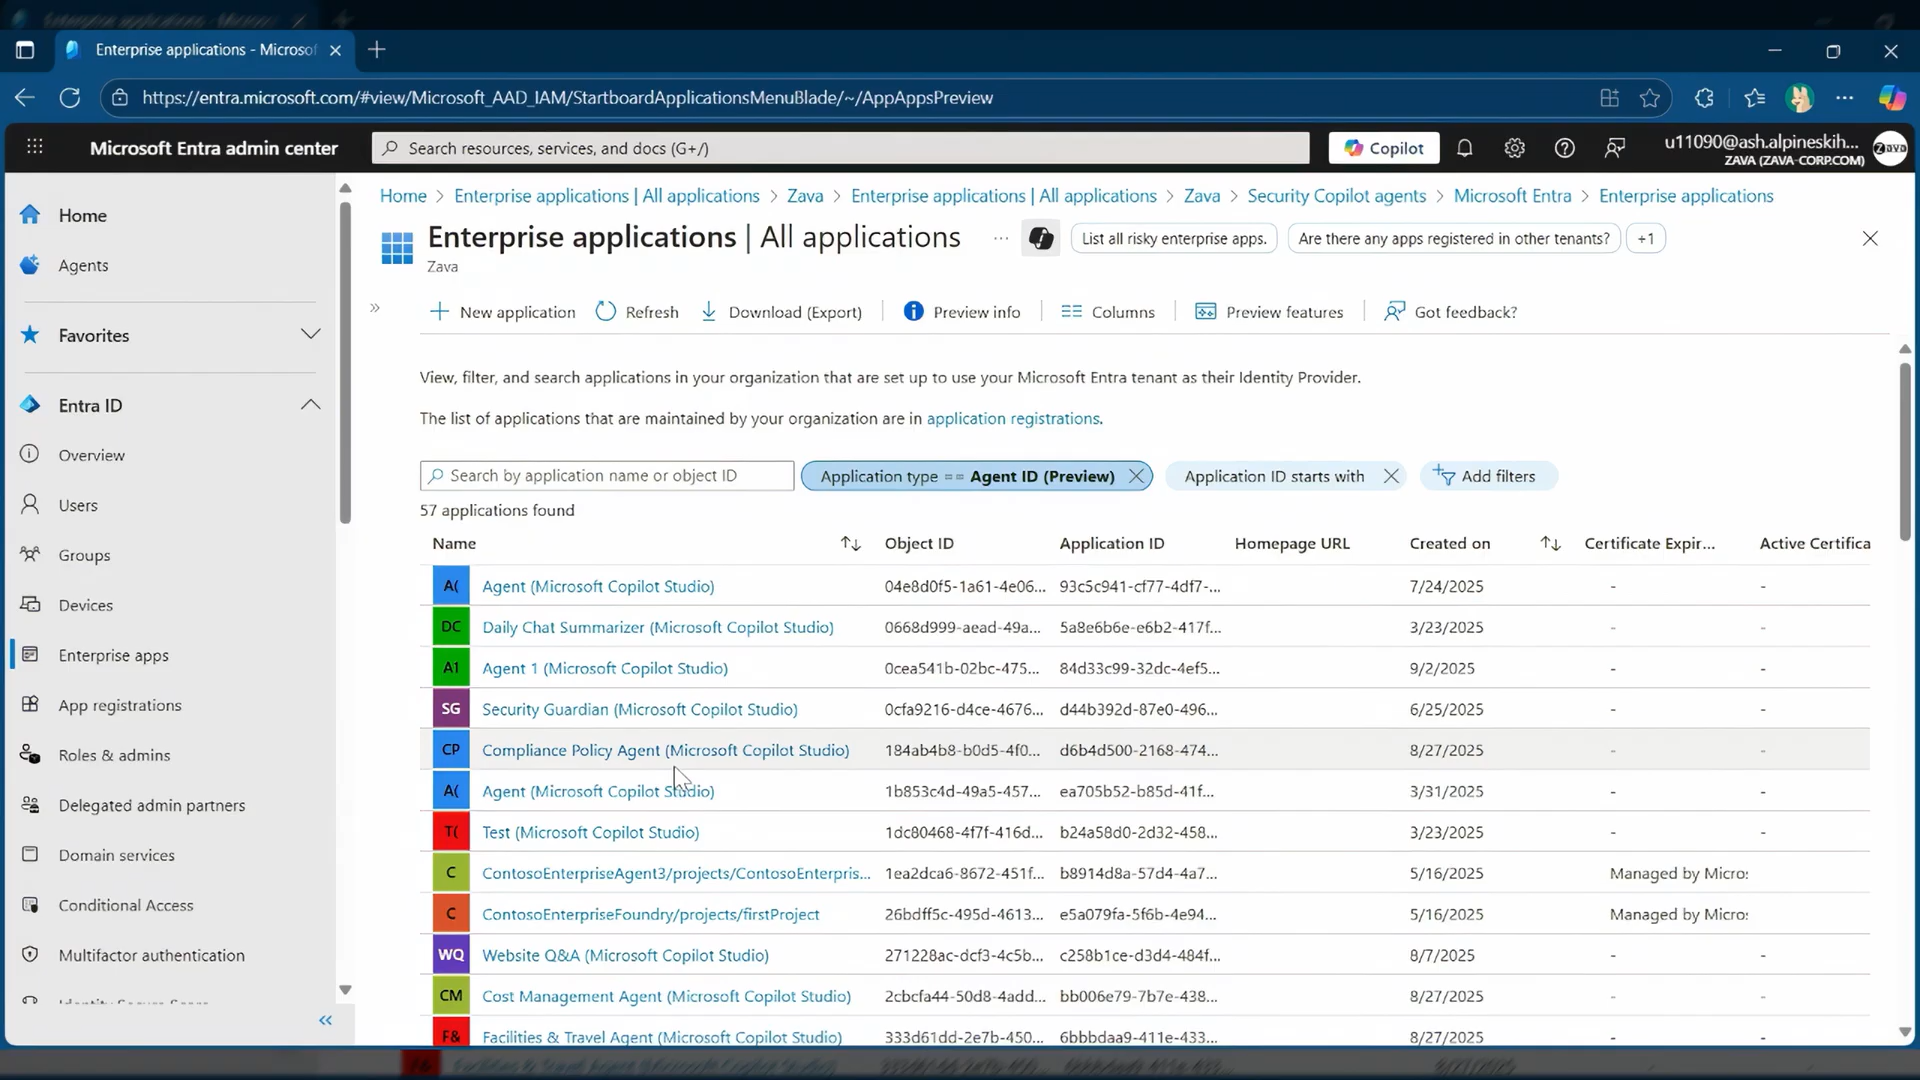 Enterprise applications - Microsof
https://entra.microsoft.com/#view/Microsoft_AAD_IAM/StartboardApplicationsMenuBlade/~/AppAppsPreview
Microsoft Entra admin center
Search resources, services, and docs (G+/)
Copilot
u11090@ash.alpineskih...
ZAVA (ZAVA-CORP.COM)
ZAVA
Home
Agents
Favorites
Entra ID
Overview
Users
Groups
Devices
Enterprise apps
App registrations
Roles & admins
Delegated admin partners
Domain services
Conditional Access
Multifactor authentication
Home > Enterprise applications | All applications > Zava > Enterprise applications | All applications > Zava > Security Copilot agents > Microsoft Entra > Enterprise applications
Enterprise applications | All applications ... List all risky enterprise apps. Are there any apps registered in other tenants? +1
Zava
New application Refresh Download (Export) Preview info Columns Preview features Got feedback?
View, filter, and search applications in your organization that are set up to use your Microsoft Entra tenant as their Identity Provider.
The list of applications that are maintained by your organization are in application registrations.
Search by application name or object ID Application type == Agent ID (Preview) Application ID starts with Add filters
57 applications found
Name Object ID Application ID Homepage URL Created on Certificate Expir... Active Certifica
A( Agent (Microsoft Copilot Studio) 04e8d0f5-1a61-4e06... 93c5c941-cf77-4df7-... 7/24/2025 - -
DC Daily Chat Summarizer (Microsoft Copilot Studio) 0668d999-aead-49a... 5a8e6b6e-e6b2-417f... 3/23/2025 - -
A1 Agent 1 (Microsoft Copilot Studio) 0cea541b-02bc-475... 84d33c99-32dc-4ef5... 9/2/2025 - -
SG Security Guardian (Microsoft Copilot Studio) 0cfa9216-d4ce-4676... d44b392d-87e0-496... 6/25/2025 - -
CP Compliance Policy Agent (Microsoft Copilot Studio) 184ab4b8-b0d5-4f0... d6b4d500-2168-474... 8/27/2025 - -
A( Agent (Microsoft Copilot Studio) 1b853c4d-49a5-457... ea705b52-b85d-41f... 3/31/2025 - -
T( Test (Microsoft Copilot Studio) 1dc80468-4f7f-416d... b24a58d0-2d32-458... 3/23/2025 - -
C ContosoEnterpriseAgent3/projects/ContosoEnterpris... 1ea2dca6-8672-451f... b8914d8a-57d4-4a7... 5/16/2025 Managed by Micro:
C ContosoEnterpriseFoundry/projects/firstProject 26bdff5c-495d-4613... e5a079fa-5f6b-4e94... 5/16/2025 Managed by Micro:
WQ Website Q&A (Microsoft Copilot Studio) 271228ac-dcf3-4c5b... c258b1ce-d3d4-484f... 8/7/2025 - -
CM Cost Management Agent (Microsoft Copilot Studio) 2cbcfa44-50d8-4add... bb006e79-7b7e-438... 8/27/2025 - -
F& Facilities & Travel Agent (Microsoft Copilot Studio) 333d61dd-2e7b-450... 6bbbdaa9-411e-433... 8/27/2025 - -